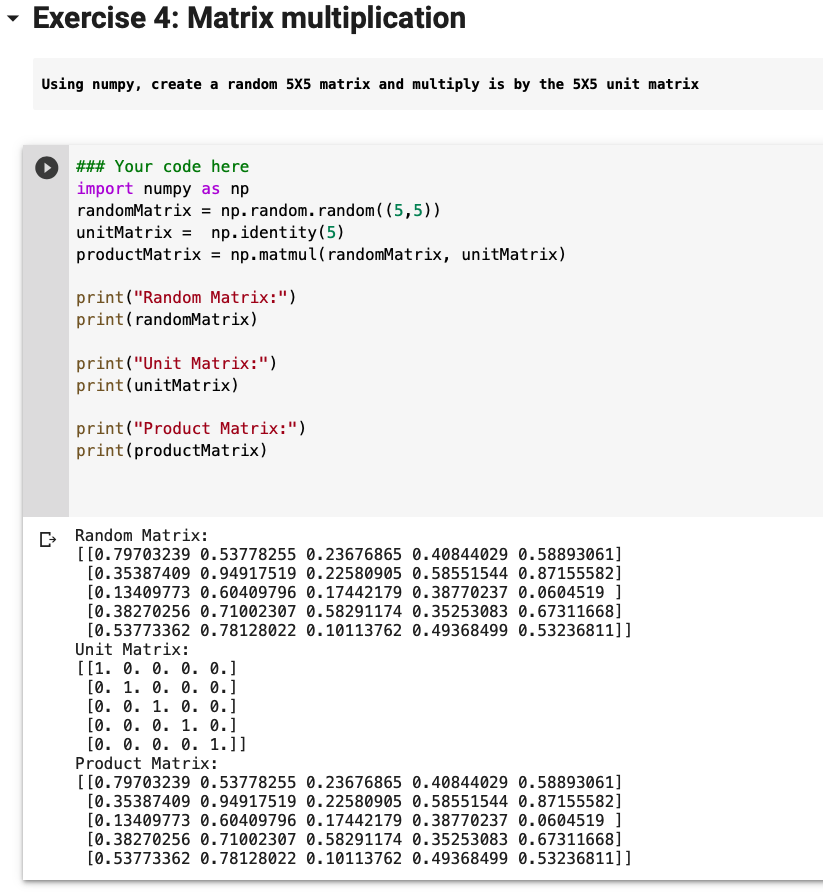 Exercise 4: Matrix multiplication
Using numpy, create a random 5X5 matrix and multiply is by the 5X5 unit matrix
### Your code here
import numpy as np
randomMatrix = np.random.random((5,5))
unitMatrix =  np.identity(5)
productMatrix = np.matmul(randomMatrix, unitMatrix)
print("Random Matrix:")
print(randomMatrix)
print("Unit Matrix:")
print(unitMatrix)
print("Product Matrix:")
print(productMatrix)
Random Matrix:
[[0.79703239 0.53778255 0.23676865 0.40844029 0.58893061]
 [0.35387409 0.94917519 0.22580905 0.58551544 0.87155582]
 [0.13409773 0.60409796 0.17442179 0.38770237 0.0604519 ]
 [0.38270256 0.71002307 0.58291174 0.35253083 0.67311668]
 [0.53773362 0.78128022 0.10113762 0.49368499 0.53236811]]
Unit Matrix:
[[1. 0. 0. 0. 0.]
 [0. 1. 0. 0. 0.]
 [0. 0. 1. 0. 0.]
 [0. 0. 0. 1. 0.]
 [0. 0. 0. 0. 1.]]
Product Matrix:
[[0.79703239 0.53778255 0.23676865 0.40844029 0.58893061]
 [0.35387409 0.94917519 0.22580905 0.58551544 0.87155582]
 [0.13409773 0.60409796 0.17442179 0.38770237 0.0604519 ]
 [0.38270256 0.71002307 0.58291174 0.35253083 0.67311668]
 [0.53773362 0.78128022 0.10113762 0.49368499 0.53236811]]